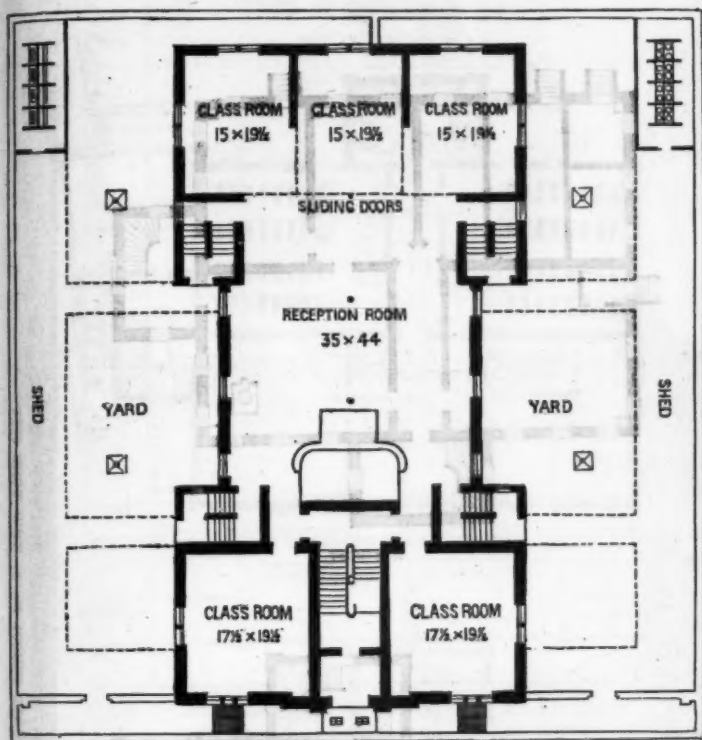 CLASS ROOM
15 × 19½
CLASS ROOM
15 × 19½
CLASS ROOM
15 × 19½
SLIDING DOORS
RECEPTION ROOM
35 × 44
SHED
YARD
YARD
SHED
CLASS ROOM
17½ × 19½
CLASS ROOM
17½ × 19½